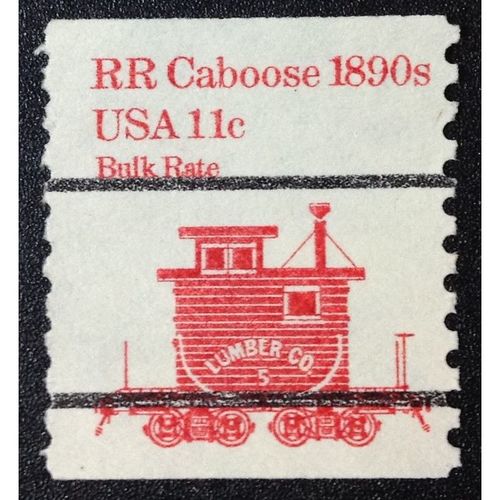 RR Caboose 1890s
USA 11c
Bulk Rate
LUMBER CO.
5